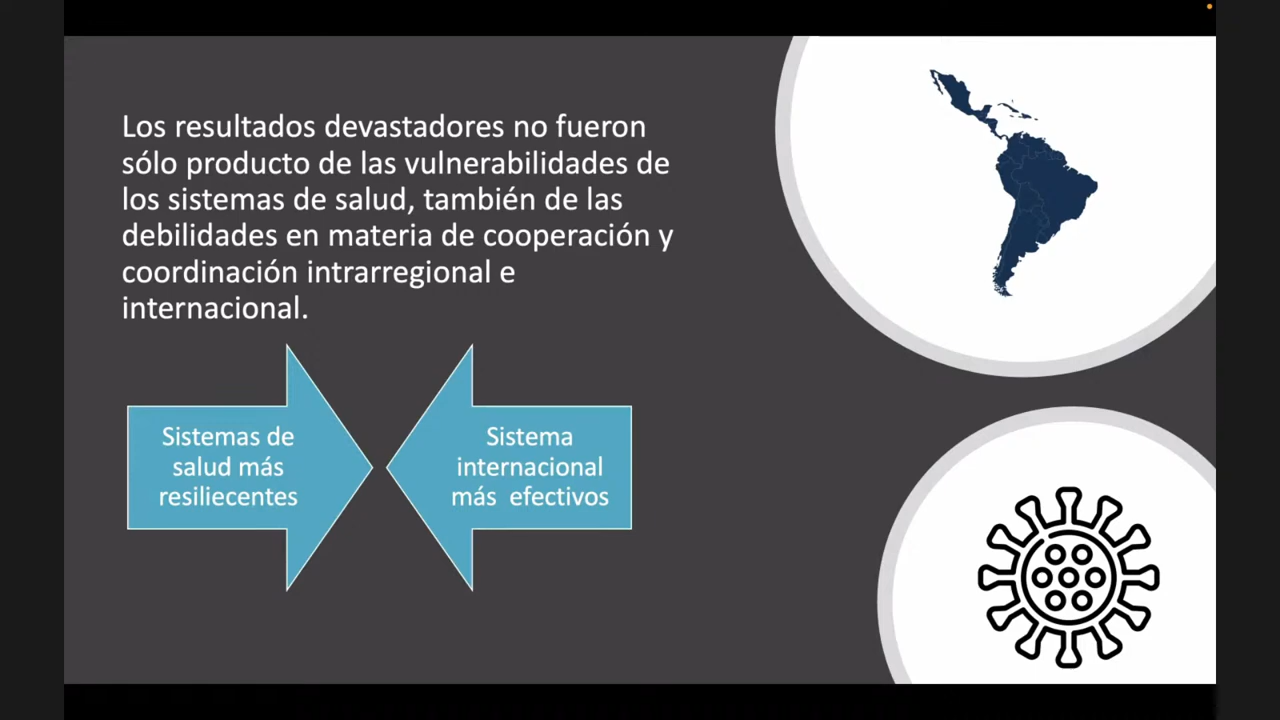 Los resultados devastadores no fueron
sólo producto de las vulnerabilidades de
los sistemas de salud, también de las
debilidades en materia de cooperación y
coordinación intrarregional e
internacional.
Sistemas de
salud más
resiliecentes
Sistema
internacional
más  efectivos